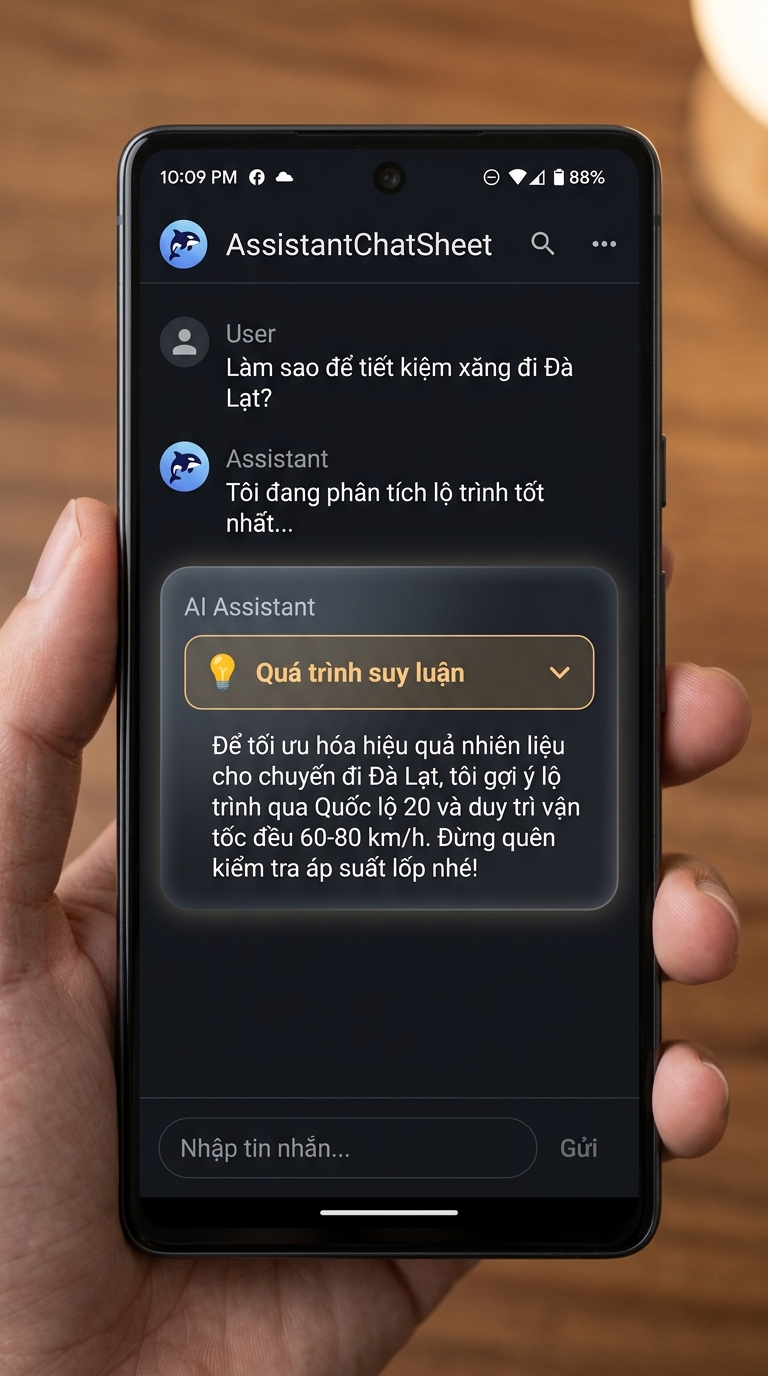 10:09 PM 88%
AssistantChatSheet
User
Làm sao để tiết kiệm xăng đi Đà
Lạt?
Assistant
Tôi đang phân tích lộ trình tốt
nhất...
AI Assistant
Quá trình suy luận
Để tối ưu hóa hiệu quả nhiên liệu
cho chuyến đi Đà Lạt, tôi gợi ý lộ
trình qua Quốc lộ 20 và duy trì vận
tốc đều 60-80 km/h. Đừng quên
kiểm tra áp suất lốp nhé!
Nhập tin nhắn... Gửi